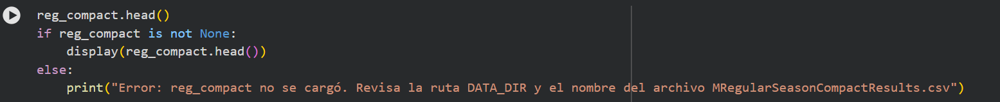 reg_compact.head()
if reg_compact is not None:
    display(reg_compact.head())
else:
    print("Error: reg_compact no se cargó. Revisa la ruta DATA_DIR y el nombre del archivo MRegularSeasonCompactResults.csv")